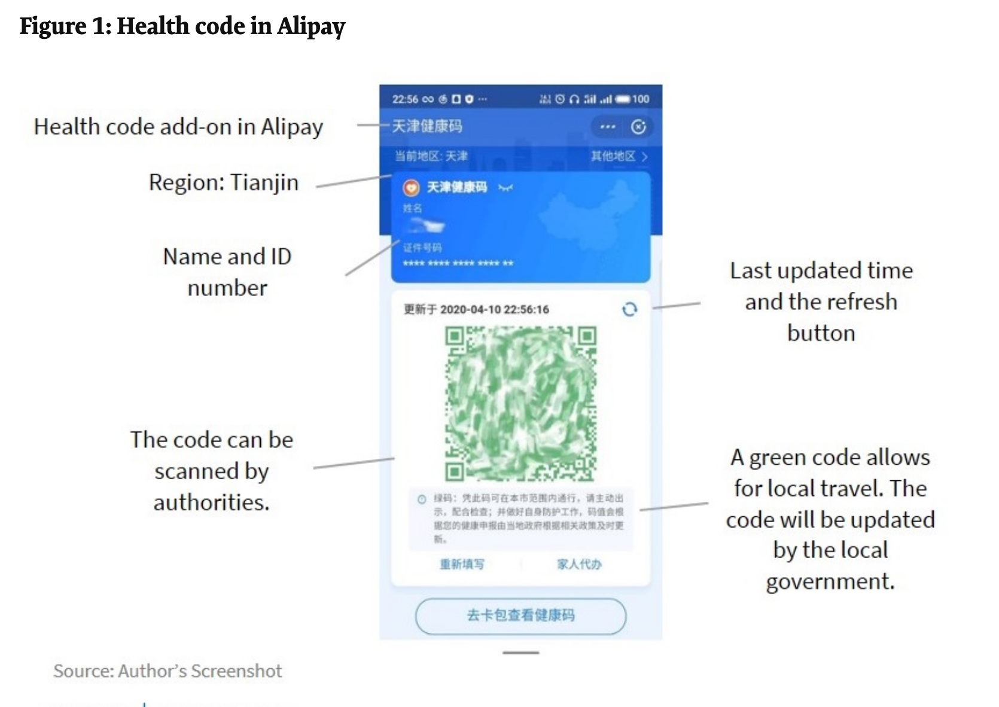 Figure 1: Health code in Alipay
22:56
100
Health code add-on in Alipay
天津健康码
当前地区: 天津
其他地区
Region: Tianjin
天津健康码
姓名
Name and ID
number
证件号码
**** **** **** **** **
Last updated time
and the refresh
button
更新于 2020-04-10 22:56:16
The code can be
scanned by
authorities.
A green code allows
for local travel. The
code will be updated
by the local
government.
绿码：凭此码可在本市范围内通行，请主动出
示，配合检查；并做好自身防护工作，码值会根
据您的健康申报由当地政府根据相关政策及时更
新。
重新填写
家人代办
去卡包查看健康码
Source: Author’s Screenshot